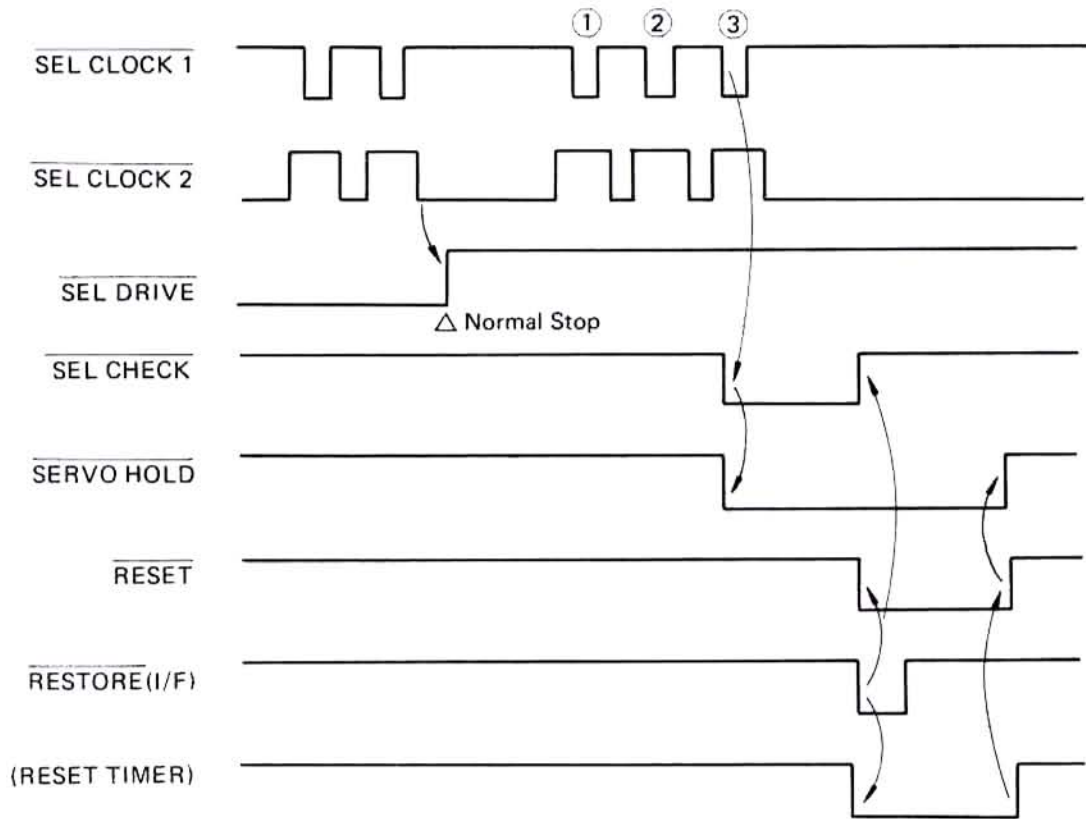 ① ② ③
SEL CLOCK 1
SEL CLOCK 2
SEL DRIVE
△ Normal Stop
SEL CHECK
SERVO HOLD
RESET
RESTORE (I/F)
(RESET TIMER)